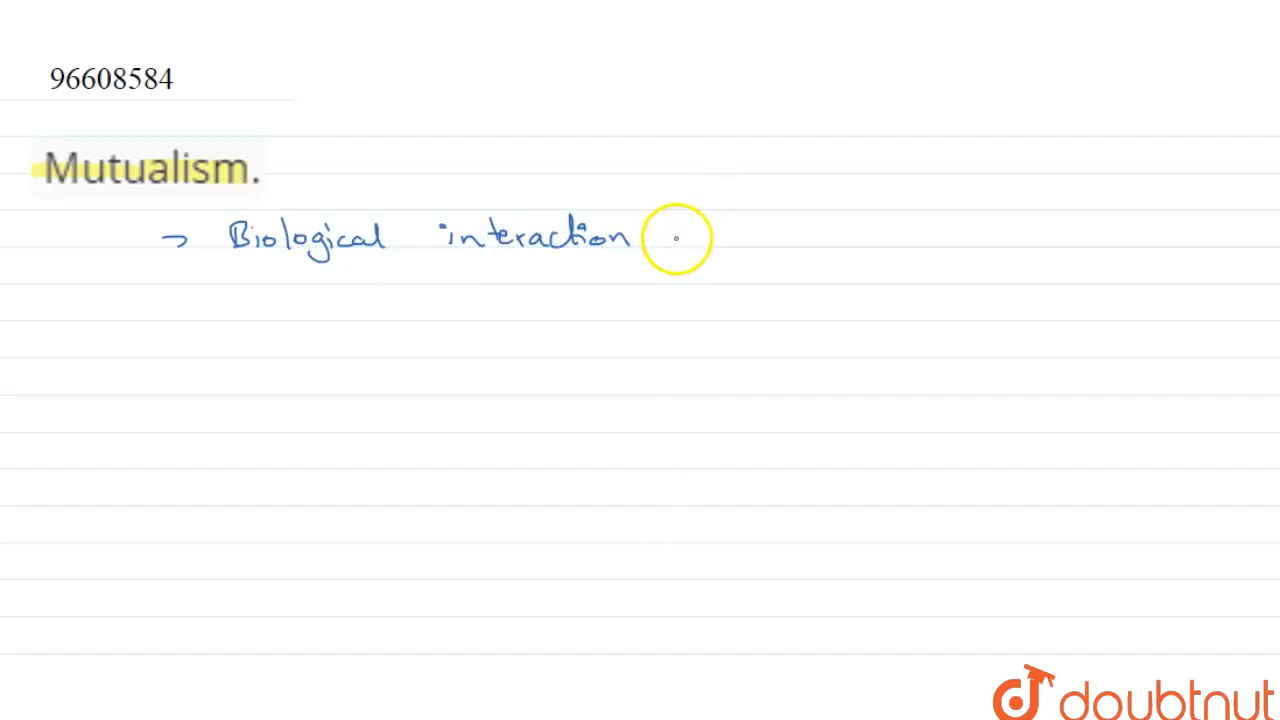 96608584
Mutualism.
→ Biological interaction
doubtnut